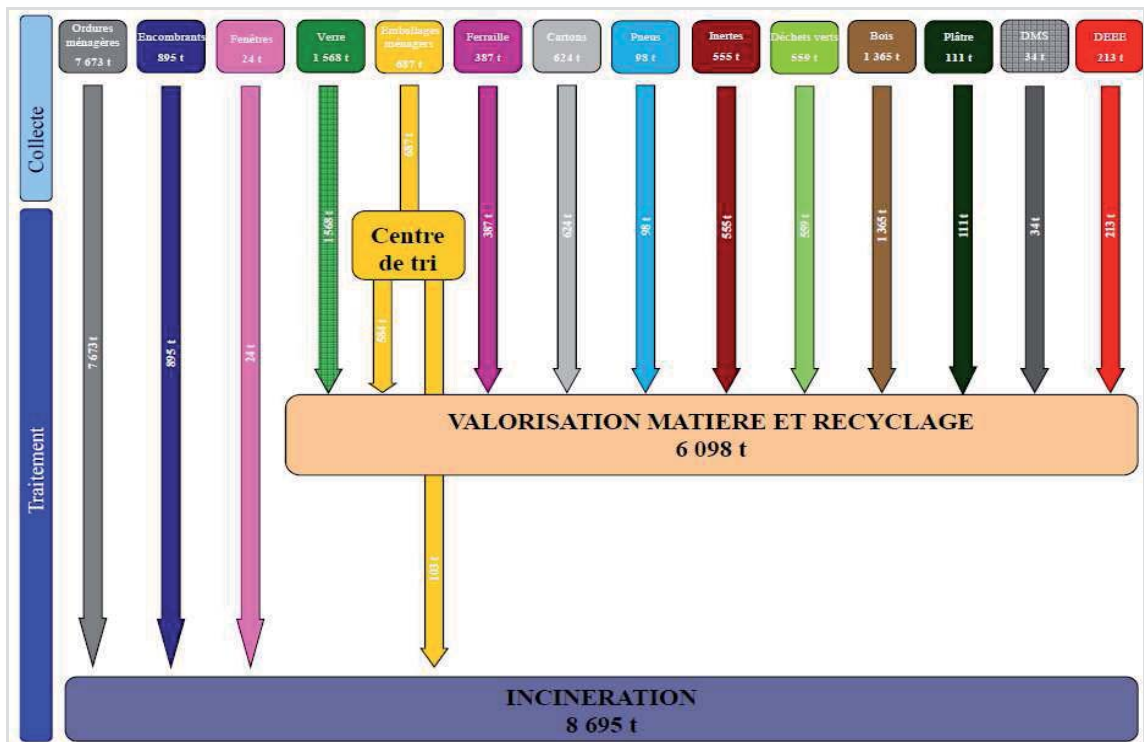 Ordures
ménagères
7 673 t
Encombrants
895 t
Fenêtres
24 t
Verre
1 568 t
Emballages
ménagers
687 t
Ferraille
387 t
Cartons
624 t
Pneus
98 t
Inertes
555 t
Déchets verts
559 t
Bois
1 365 t
Plâtre
111 t
DMS
34 t
DEEE
213 t
Collecte
687 t
Centre
de tri
1 568 t
387 t
624 t
98 t
555 t
559 t
1 365 t
111 t
34 t
213 t
7 673 t
895 t
24 t
584 t
VALORISATION MATIERE ET RECYCLAGE
6 098 t
Traitement
103 t
INCINERATION
8 695 t